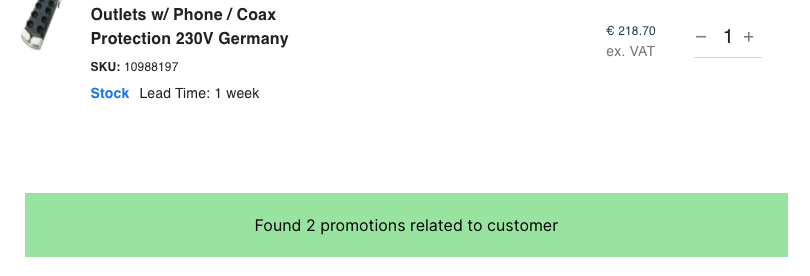 Outlets w/ Phone / Coax
Protection 230V Germany
€ 218.70
ex. VAT
− 1 +
SKU: 10988197
Stock Lead Time: 1 week
Found 2 promotions related to customer